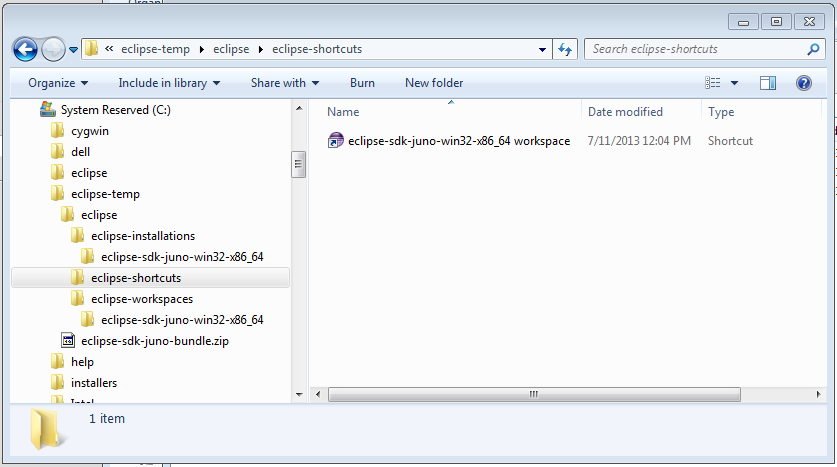 Organ
« eclipse-temp eclipse eclipse-shortcuts
Search eclipse-shortcuts
Organize Include in library Share with Burn New folder
System Reserved (C:)
cygwin
dell
eclipse
eclipse-temp
eclipse
eclipse-installations
eclipse-sdk-juno-win32-x86_64
eclipse-shortcuts
eclipse-workspaces
eclipse-sdk-juno-win32-x86_64
eclipse-sdk-juno-bundle.zip
help
installers
Intel
Name Date modified Type
eclipse-sdk-juno-win32-x86_64 workspace 7/11/2013 12:04 PM Shortcut
1 item